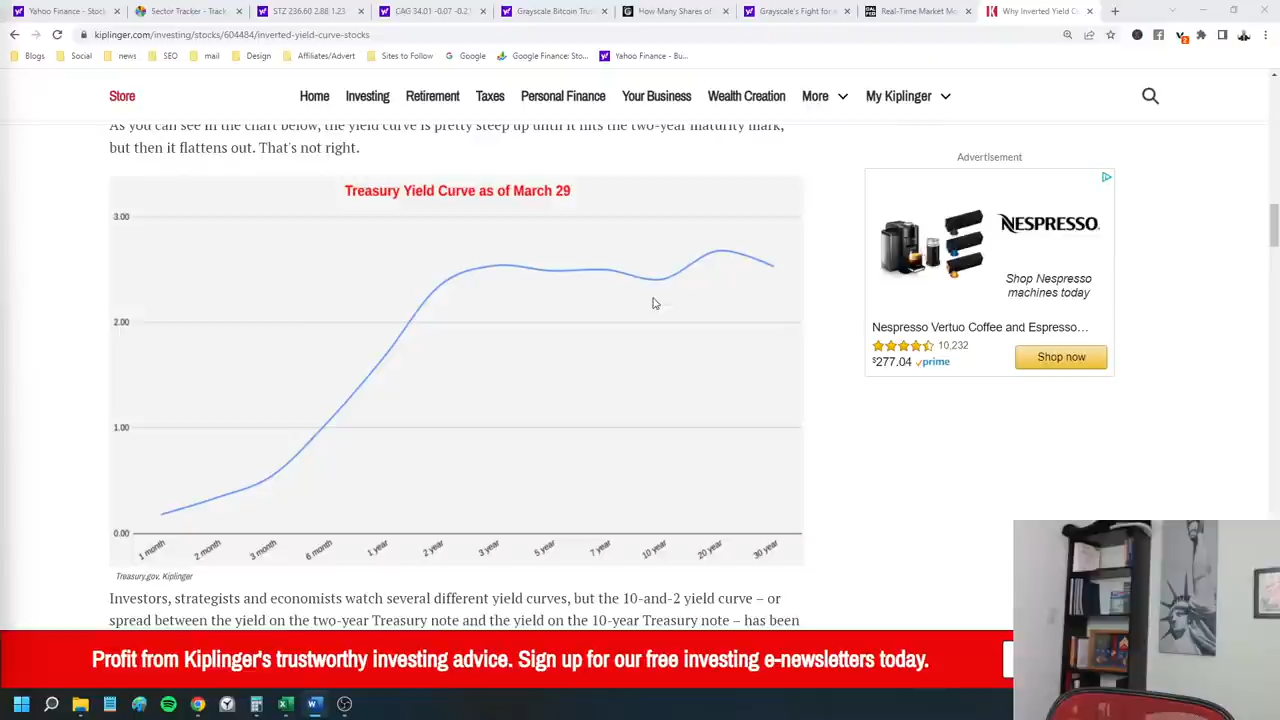 Yahoo Finance - Stoc
Sector Tracker - Track
STZ 236.60 2.88 1.23
CAG 34.01 -0.07 -0.21
Grayscale Bitcoin Trus
How Many Shares of
Grayscale's Fight for
Real-Time Market Mo
Why Inverted Yield C
kiplinger.com/investing/stocks/604484/inverted-yield-curve-stocks
Blogs
Social
news
SEO
mail
Design
Affiliates/Advert
Sites to Follow
Google
Google Finance: Sto...
Yahoo Finance - Bu...
Store
Home
Investing
Retirement
Taxes
Personal Finance
Your Business
Wealth Creation
More
My Kiplinger
As you can see in the chart below, the yield curve is pretty steep up until it hits the two-year maturity mark,
but then it flattens out. That's not right.
Treasury Yield Curve as of March 29
3.00
2.00
1.00
0.00
1 month
2 month
3 month
6 month
1 year
2 year
3 year
5 year
7 year
10 year
20 year
30 year
Treasury.gov, Kiplinger
Investors, strategists and economists watch several different yield curves, but the 10-and-2 yield curve – or
spread between the yield on the two-year Treasury note and the yield on the 10-year Treasury note – has been
Advertisement
NESPRESSO.
Shop Nespresso
machines today
Nespresso Vertuo Coffee and Espresso…
10,232
$277.04 prime
Shop now
Profit from Kiplinger's trustworthy investing advice. Sign up for our free investing e-newsletters today.